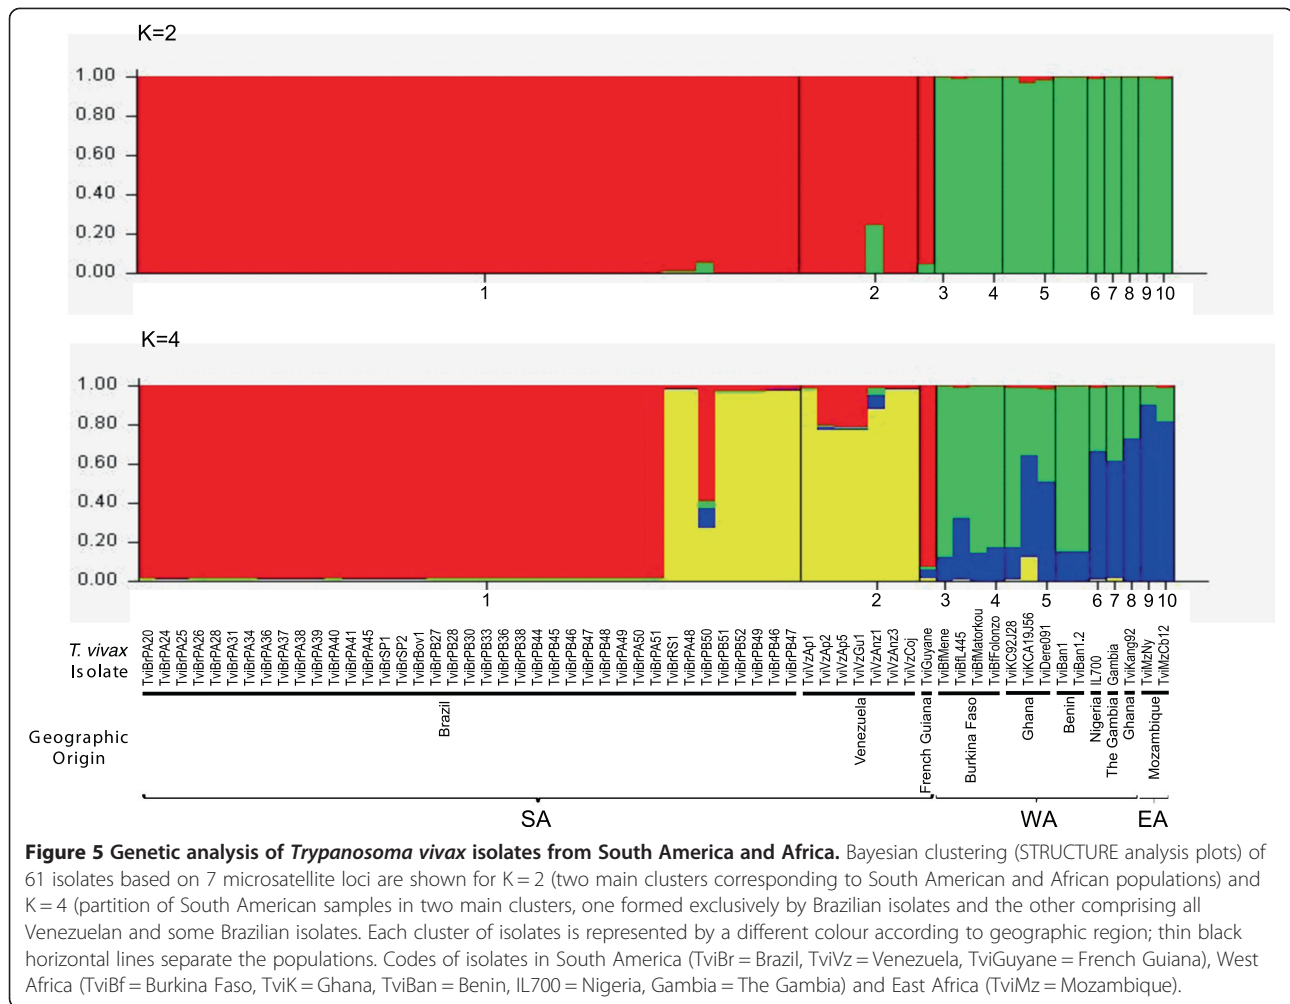 K=2
1.00
0.80
0.60
0.40
0.20
0.00
1 2 3 4 5 6 7 8 9 10
K=4
1.00
0.80
0.60
0.40
0.20
0.00
1 2 3 4 5 6 7 8 9 10
T. vivax
Isolate
TviBrPA20
TviBrPA24
TviBrPA25
TviBrPA26
TviBrPA28
TviBrPA31
TviBrPA34
TviBrPA36
TviBrPA37
TviBrPA38
TviBrPA39
TviBrPA40
TviBrPA41
TviBrPA45
TviBrSP1
TviBrSP2
TviBrBov1
TviBrPB27
TviBrPB28
TviBrPB30
TviBrPB33
TviBrPB36
TviBrPB38
TviBrPB44
TviBrPB45
TviBrPB46
TviBrPB47
TviBrPB48
TviBrPA49
TviBrPA50
TviBrPA51
TviBrRS1
TviBrPA48
TviBrPB50
TviBrPB51
TviBrPB52
TviBrPB49
TviBrPB46
TviBrPB47
TviVzAp1
TviVzAp2
TviVzAp5
TviVzGu1
TviVzAnz1
TviVzAnz3
TviVzCoj
TviGuyane
TviBfMene
TviBfL445
TviBfMatorkou
TviBfFolonzo
TviKC92J28
TviKCA19J56
TviDere091
TviBan1
TviBan1.2
IL700
Gambia
TviKang92
TviMzNy
TviMzCb12
Geographic
Origin
Brazil
Venezuela
French Guiana
Burkina Faso
Ghana
Benin
Nigeria
The Gambia
Ghana
Mozambique
SA WA EA
Figure 5 Genetic analysis of Trypanosoma vivax isolates from South America and Africa. Bayesian clustering (STRUCTURE analysis plots) of
61 isolates based on 7 microsatellite loci are shown for K = 2 (two main clusters corresponding to South American and African populations) and
K = 4 (partition of South American samples in two main clusters, one formed exclusively by Brazilian isolates and the other comprising all
Venezuelan and some Brazilian isolates. Each cluster of isolates is represented by a different colour according to geographic region; thin black
horizontal lines separate the populations. Codes of isolates in South America (TviBr = Brazil, TviVz = Venezuela, TviGuyane = French Guiana), West
Africa (TviBf = Burkina Faso, TviK = Ghana, TviBan = Benin, IL700 = Nigeria, Gambia = The Gambia) and East Africa (TviMz = Mozambique).